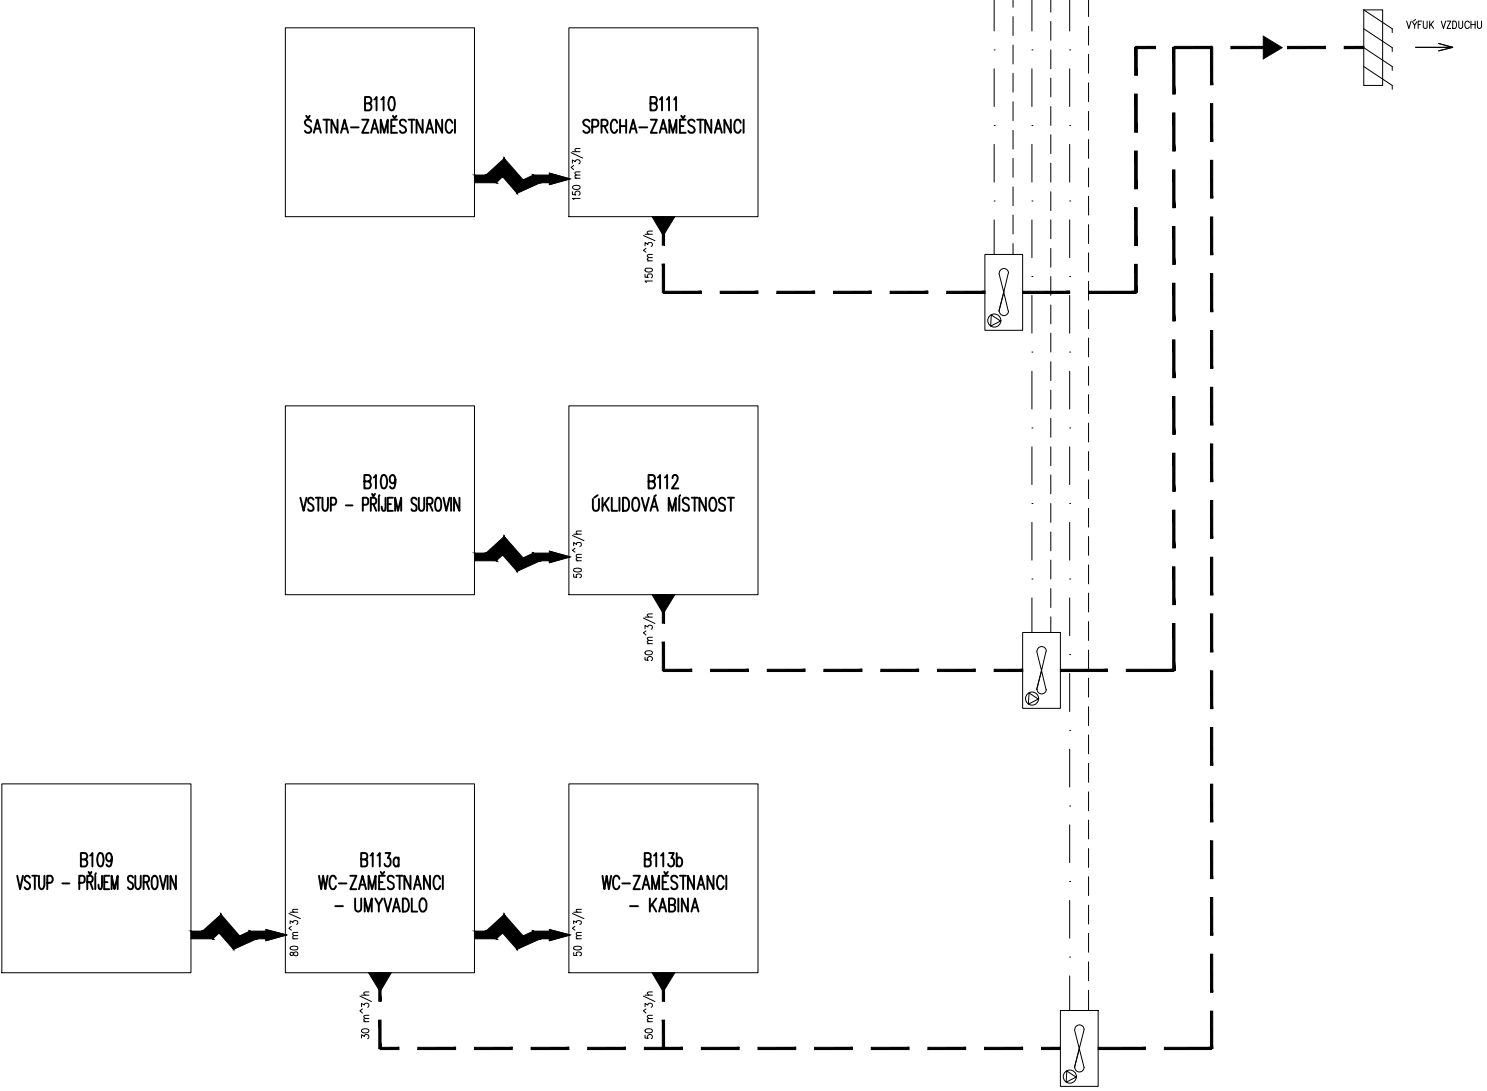 VÝFUK VZDUCHU
B110
ŠATNA-ZAMĚSTNANCI
B111
SPRCHA-ZAMĚSTNANCI
150 m^3/h
150 m^3/h
B109
VSTUP - PŘÍJEM SUROVIN
B112
ÚKLIDOVÁ MÍSTNOST
50 m^3/h
50 m^3/h
B109
VSTUP - PŘÍJEM SUROVIN
B113a
WC-ZAMĚSTNANCI
- UMYVADLO
B113b
WC-ZAMĚSTNANCI
- KABINA
80 m^3/h
50 m^3/h
30 m^3/h
50 m^3/h